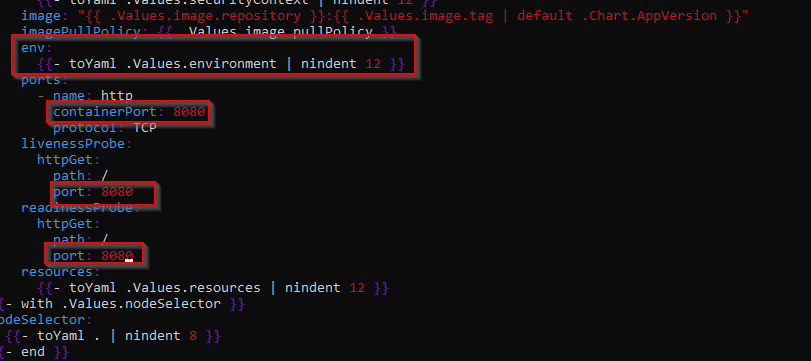 {{- toYaml .Values.securityContext | nindent 12 }}
image: "{{ .Values.image.repository }}:{{ .Values.image.tag | default .Chart.AppVersion }}"
imagePullPolicy: {{ .Values.image.pullPolicy }}
env:
{{- toYaml .Values.environment | nindent 12 }}
ports:
- name: http
containerPort: 8080
protocol: TCP
livenessProbe:
httpGet:
path: /
port: 8080
readinessProbe:
httpGet:
path: /
port: 8080
resources:
{{- toYaml .Values.resources | nindent 12 }}
{- with .Values.nodeSelector }}
odeSelector:
{{- toYaml . | nindent 8 }}
{- end }}